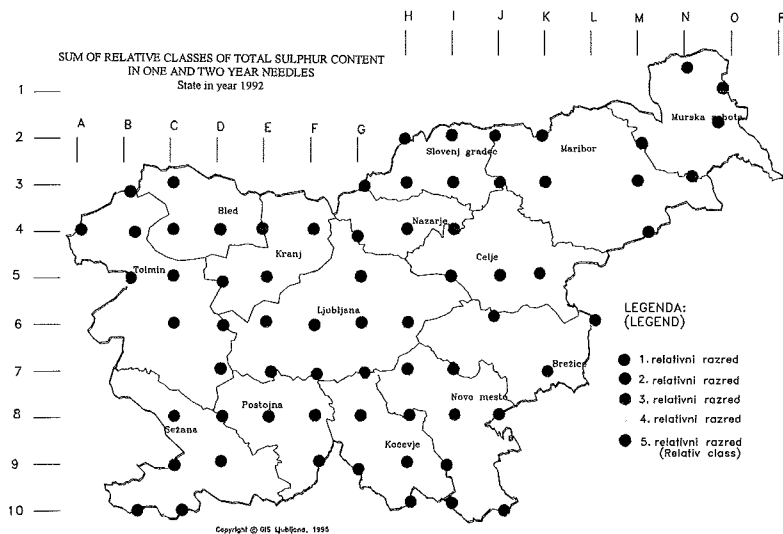 SUM OF RELATIVE CLASSES OF TOTAL SULPHUR CONTENT
IN ONE AND TWO YEAR NEEDLES
State in year 1992
H I J K L M N O P
A B C D E F G
1
2
3
4
5
6
7
8
9
10
Murska sobota
Slovenj gradec
Maribor
Bled
Nazarje
Kranj
Celje
Tolmin
Ljubljana
Brežice
Novo mesto
Postojna
Sežana
Kočevje
LEGENDA:
(LEGEND)
1. relativni razred
2. relativni razred
3. relativni razred
4. relativni razred
5. relativni razred
(Relativ class)
Copyright © GIS Ljubljana, 1995